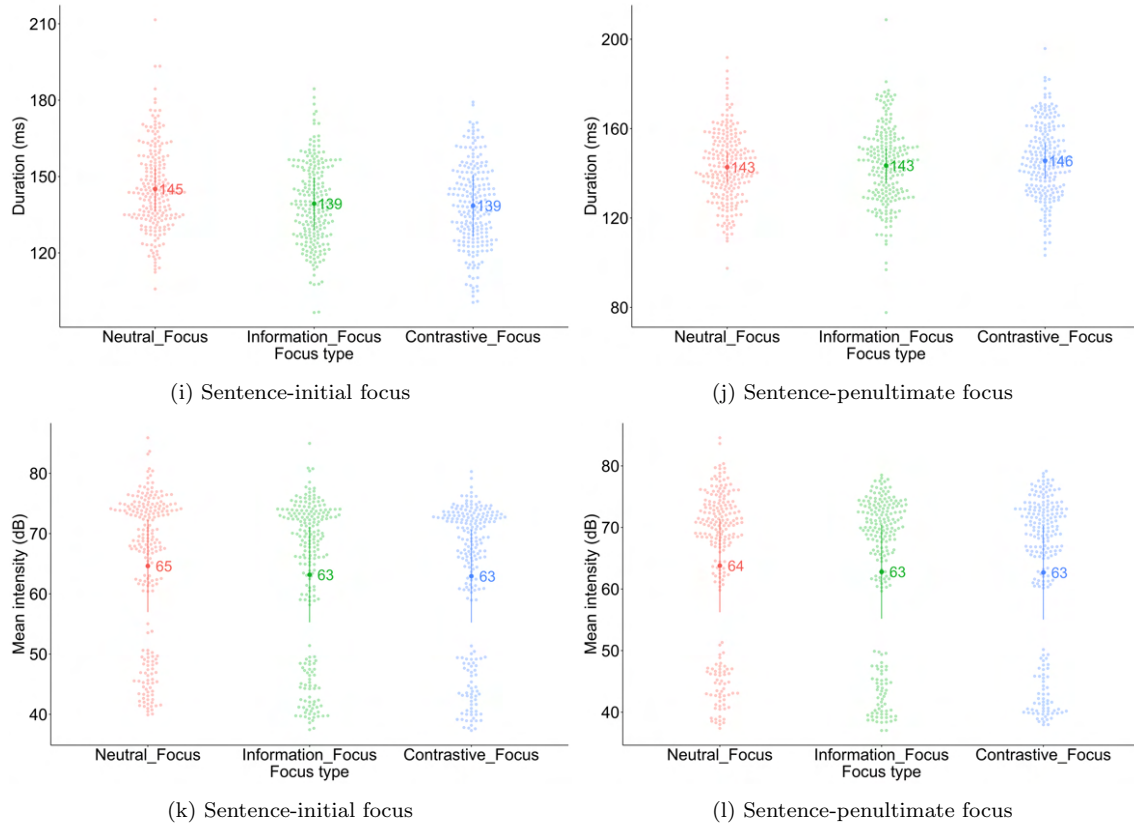 210
180
150
120
Duration (ms)
145
139
139
Neutral_Focus Information_Focus Contrastive_Focus
Focus type
(i) Sentence-initial focus
200
160
120
80
Duration (ms)
143
143
146
Neutral_Focus Information_Focus Contrastive_Focus
Focus type
(j) Sentence-penultimate focus
80
70
60
50
40
Mean intensity (dB)
65
63
63
Neutral_Focus Information_Focus Contrastive_Focus
Focus type
(k) Sentence-initial focus
80
70
60
50
40
Mean intensity (dB)
64
63
63
Neutral_Focus Information_Focus Contrastive_Focus
Focus type
(l) Sentence-penultimate focus